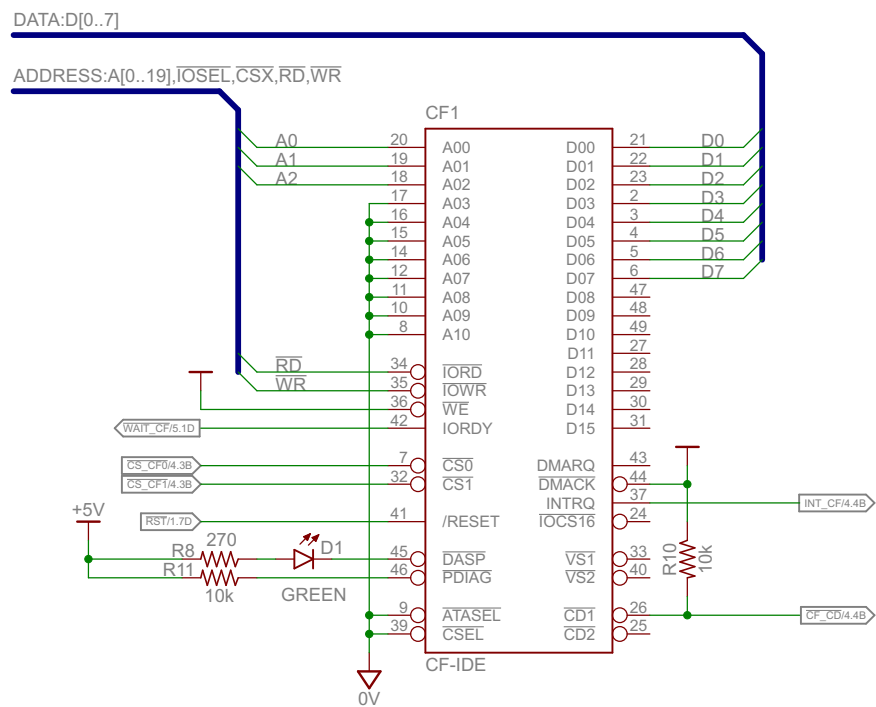 DATA:D[0..7]
ADDRESS:A[0..19],IOSEL,CSX,RD,WR
CF1
A0 20 A00 D00 21 D0
A1 19 A01 D01 22 D1
A2 18 A02 D02 23 D2
17 A03 D03 2 D3
16 A04 D04 3 D4
15 A05 D05 4 D5
14 A06 D06 5 D6
12 A07 D07 6 D7
11 A08 D08 47
10 A09 D09 48
8 A10 D10 49
D11 27
RD 34 IORD D12 28
WR 35 IOWR D13 29
36 WE D14 30
WAIT_CF/5.1D 42 IORDY D15 31
CS_CF0/4.3B 7 CS0 DMARQ 43
CS_CF1/4.3B 32 CS1 DMACK 44
INTRQ 37 INT_CF/4.4B
+5V
RST/1.7D 41 /RESET IOCS16 24
R8 270 D1 45 DASP VS1 33
R11 10k GREEN 46 PDIAG VS2 40
R10 10k
9 ATASEL CD1 26 CF_CD/4.4B
39 CSEL CD2 25
CF-IDE
0V